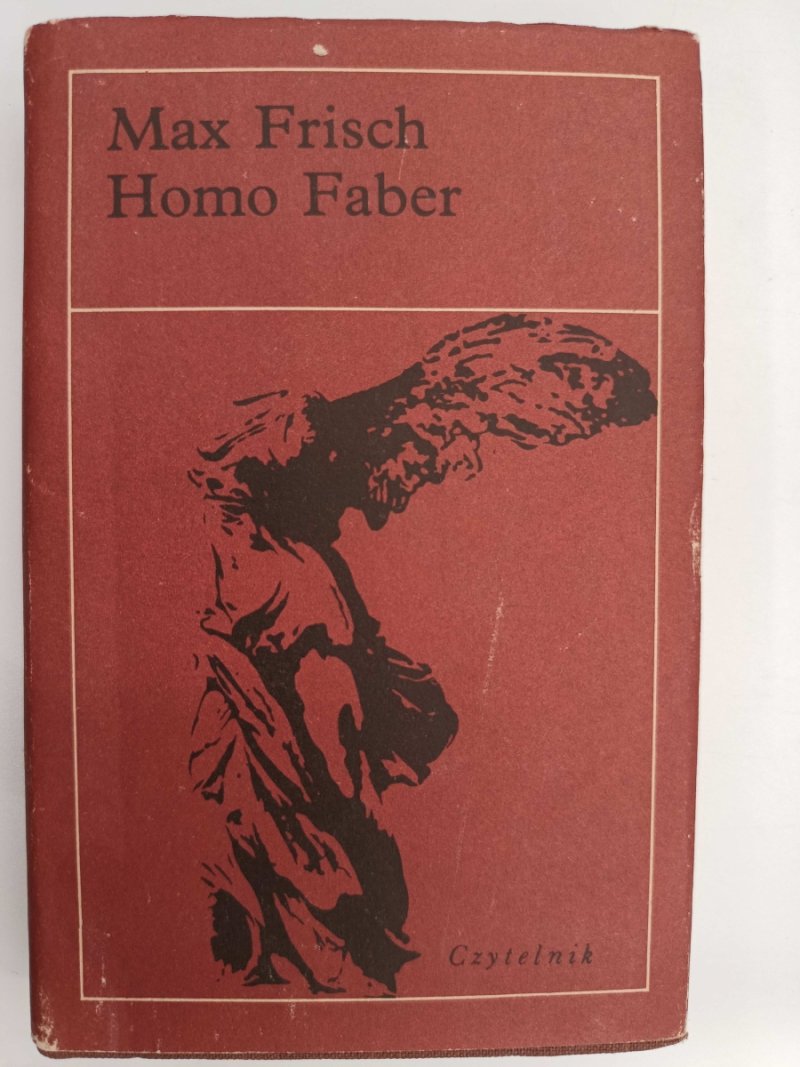 Max Frisch
Homo Faber
Czytelnik